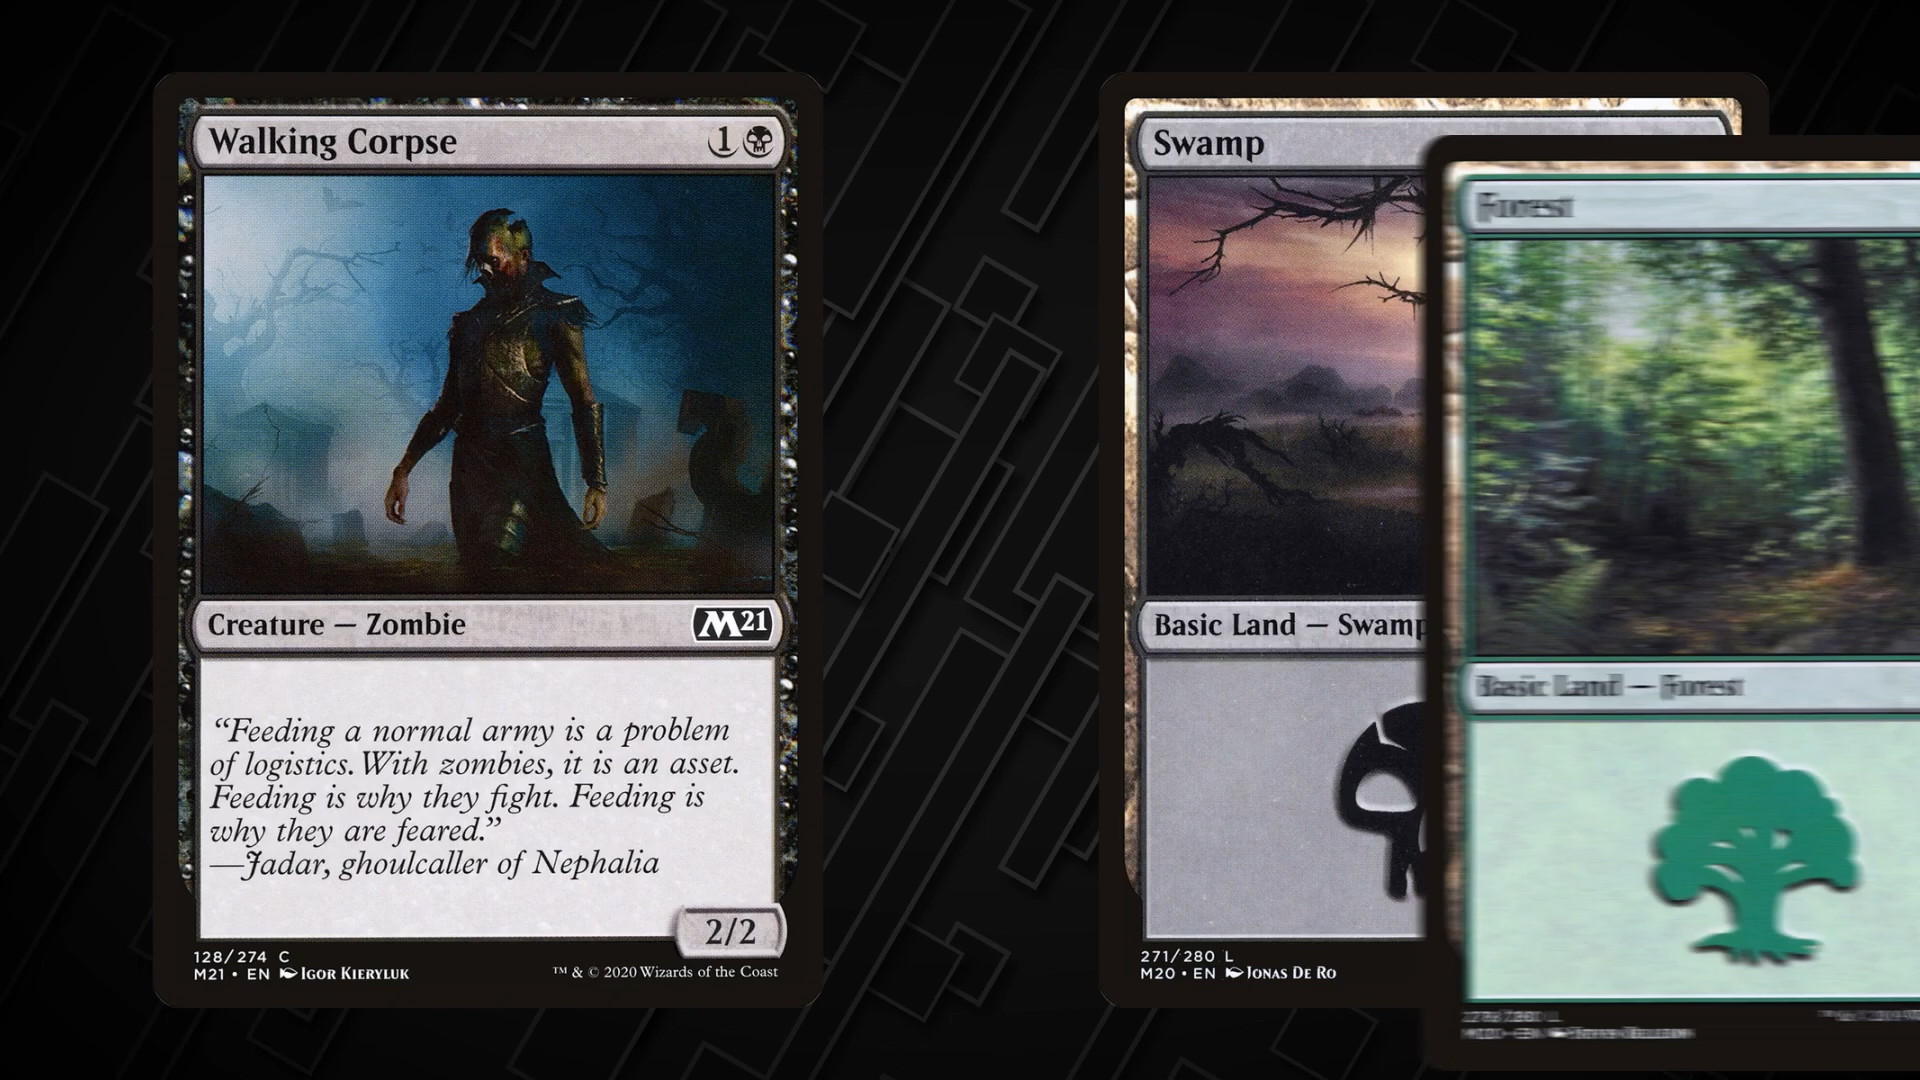 Walking Corpse
1
Creature — Zombie
M21
“Feeding a normal army is a problem
of logistics. With zombies, it is an asset.
Feeding is why they fight. Feeding is
why they are feared.”
—Jadar, ghoulcaller of Nephalia
2/2
128/274 C
M21 • EN Igor Kieryluk
™ & © 2020 Wizards of the Coast
Swamp
Basic Land — Swamp
271/280 L
M20 • EN Jonas De Ro
Forest
Basic Land — Forest